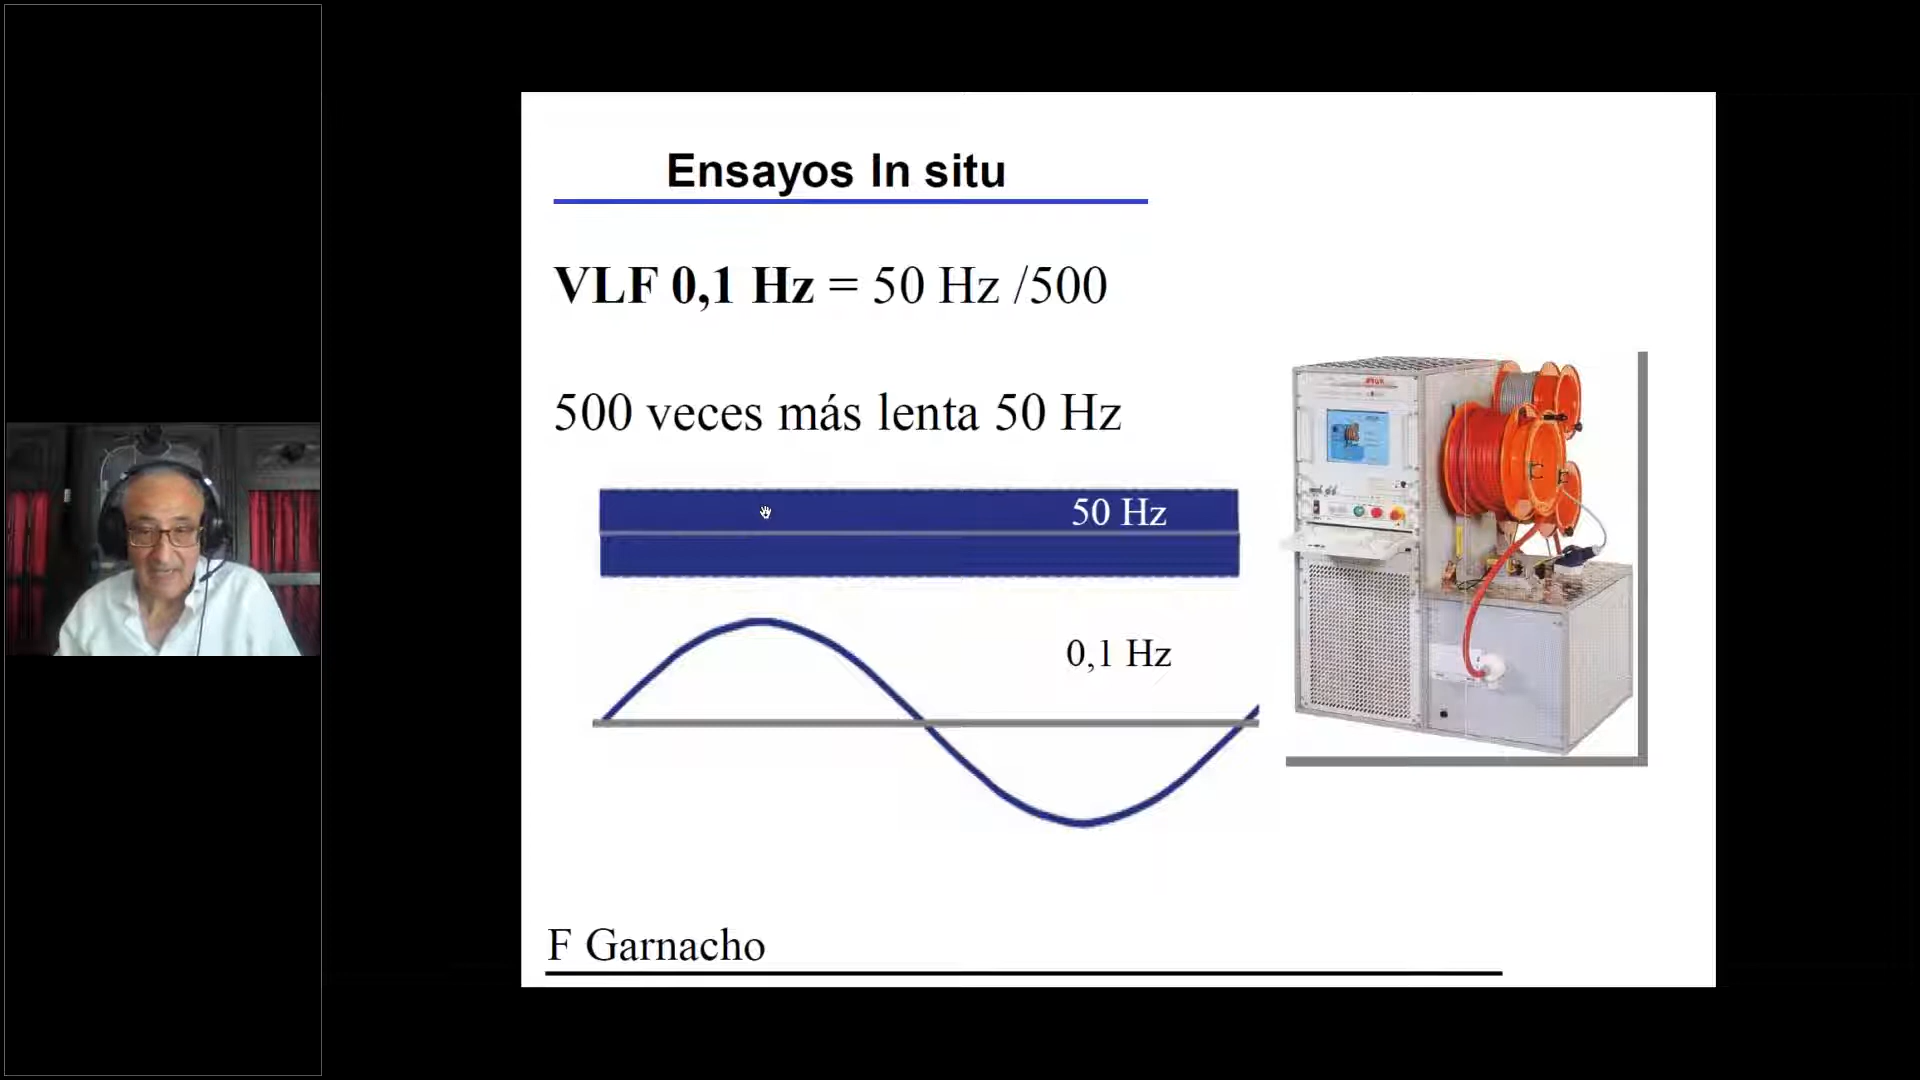 Ensayos In situ
VLF 0,1 Hz = 50 Hz /500
500 veces más lenta 50 Hz
50 Hz
0,1 Hz
F Garnacho